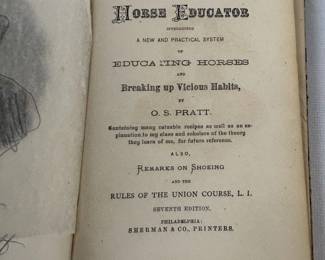 HORSE EDUCATOR
INTRODUCING
A NEW AND PRACTICAL SYSTEM
OF
EDUCATING HORSES
AND
Breaking up Vicious Habits,
BY
O. S. PRATT.
Containing many valuable recipes as well as an ex-
planation to my class and scholars of the theory
they learn of me, for future reference.
ALSO,
REMARKS ON SHOEING
AND THE
RULES OF THE UNION COURSE, L. I.
SEVENTH EDITION.
PHILADELPHIA:
SHERMAN & CO., PRINTERS.